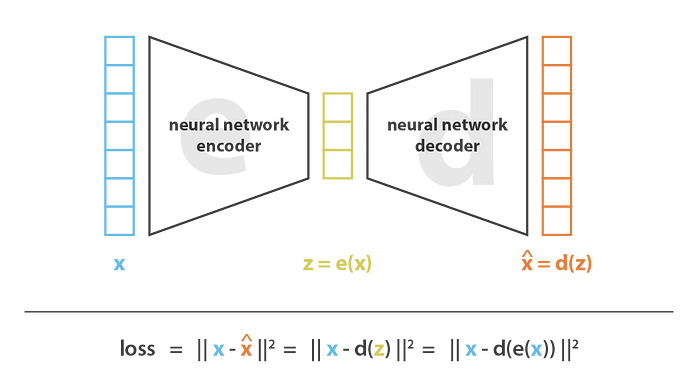 e
d
neural network
encoder
neural network
decoder
x
z = e(x)
x̂ = d(z)
loss = || x - x̂ ||² = || x - d(z) ||² = || x - d(e(x)) ||²